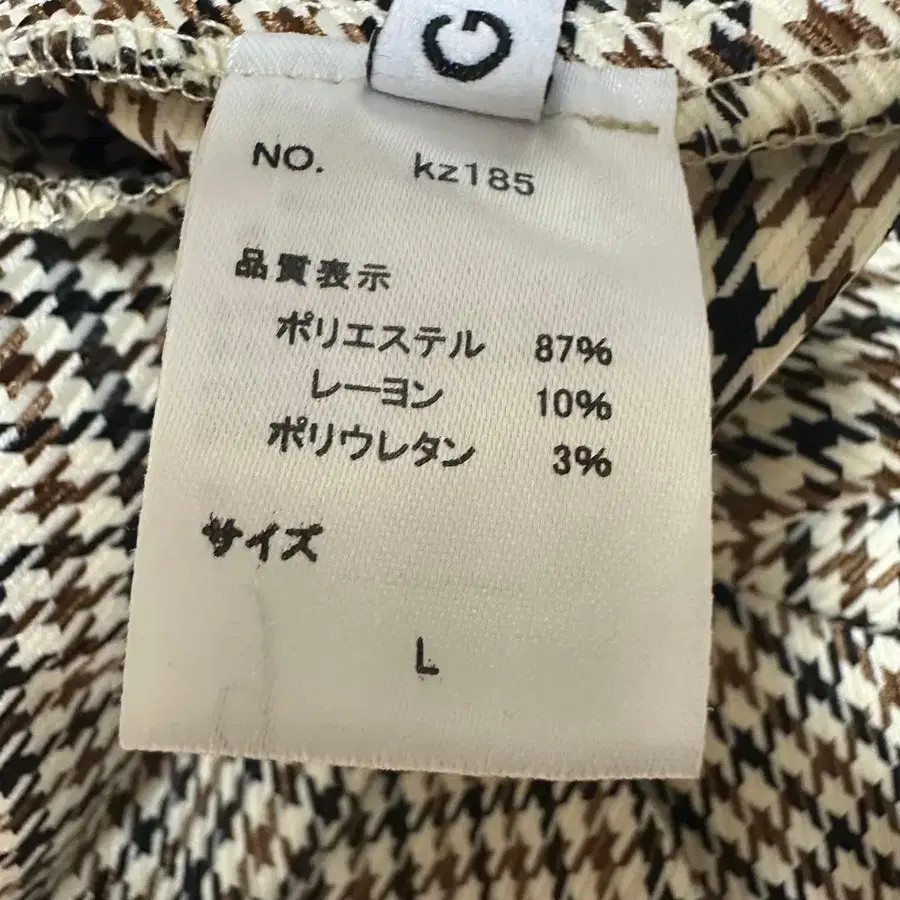 G
NO. kz185
品質表示
ポリエステル 87%
レーヨン 10%
ポリウレタン 3%
サイズ
L